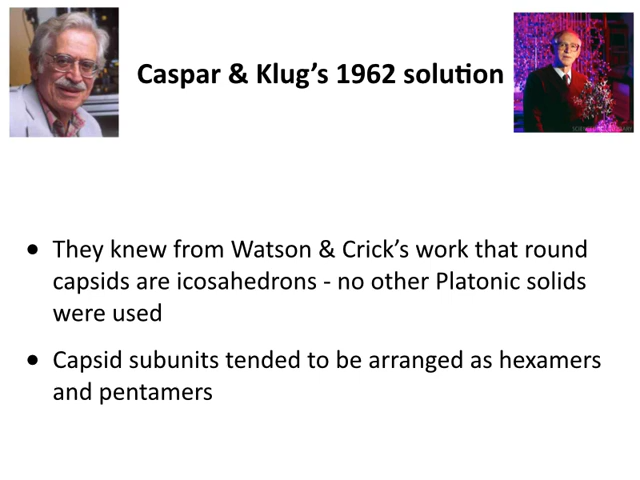 Caspar & Klug's 1962 solution
• They knew from Watson & Crick's work that round
capsids are icosahedrons - no other Platonic solids
were used
• Capsid subunits tended to be arranged as hexamers
and pentamers